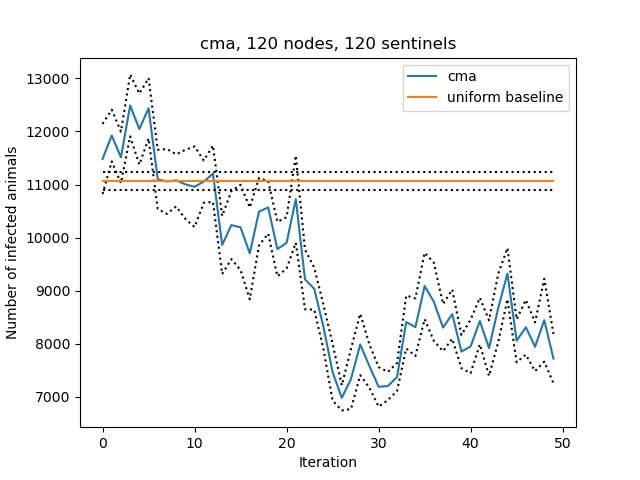 cma, 120 nodes, 120 sentinels
cma
uniform baseline
Number of infected animals
13000
12000
11000
10000
9000
8000
7000
0
10
20
30
40
50
Iteration